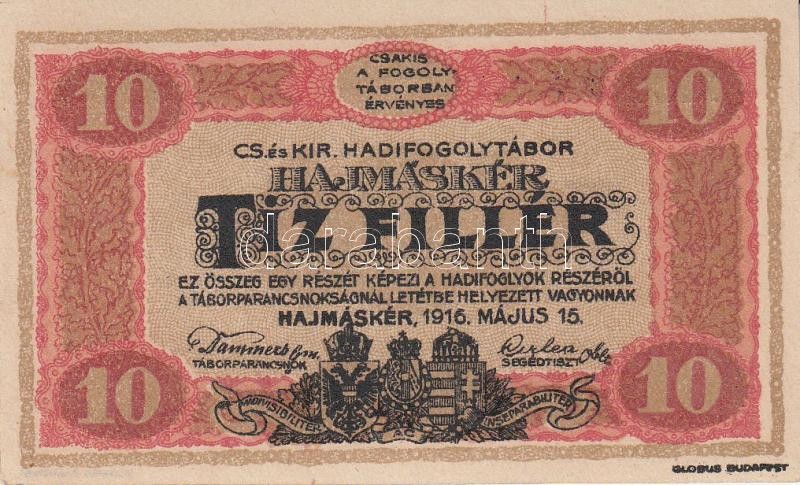 10
CSAKIS
A FOGOLY-
TÁBORBAN
ÉRVÉNYES
10
CS. és KIR. HADIFOGOLYTÁBOR
HAJMÁSKÉR
TÍZ FILLÉR
darabanth
EZ ÖSSZEG EGY RÉSZÉT KÉPEZI A HADIFOGLYOK RÉSZÉRŐL
A TÁBORPARANCSNOKSÁGNÁL LETÉTBE HELYEZETT VAGYONNAK
HAJMÁSKÉR, 1916. MÁJUS 15.
TÁBORPARANCSNOK
SEGÉDTISZT
10
INDIVISIBILITER
INSEPARABILITER
10
GLOBUS BUDAPEST